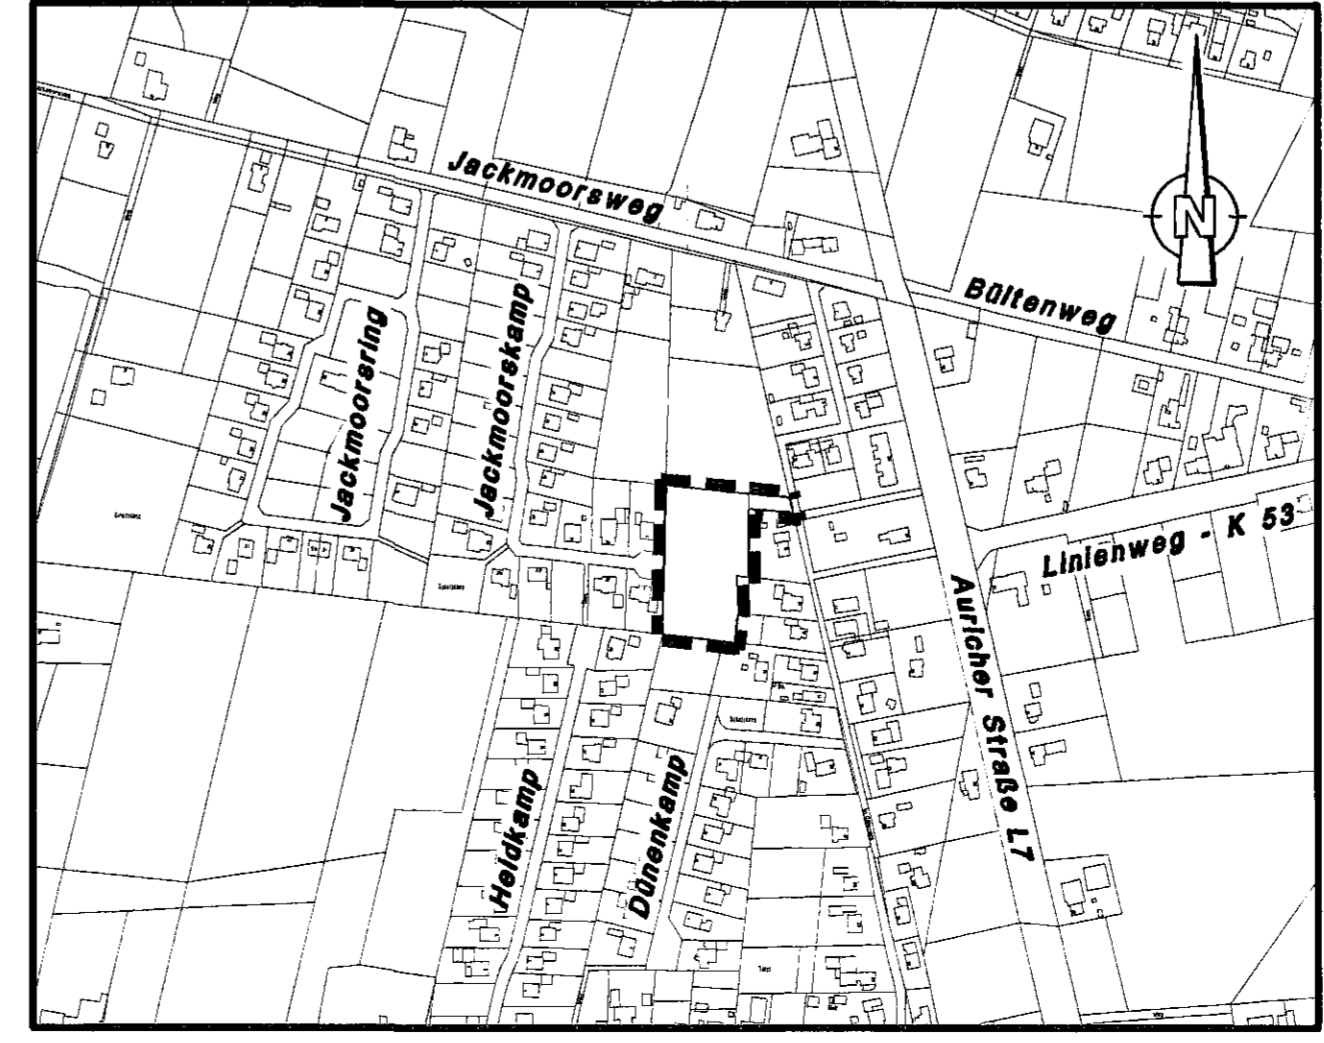 Jackmoorsweg
N
Bültenweg
Jackmoorsring
Jackmoorskamp
Linienweg - K 53
Auricher Straße L7
Heidkamp
Dünenkamp